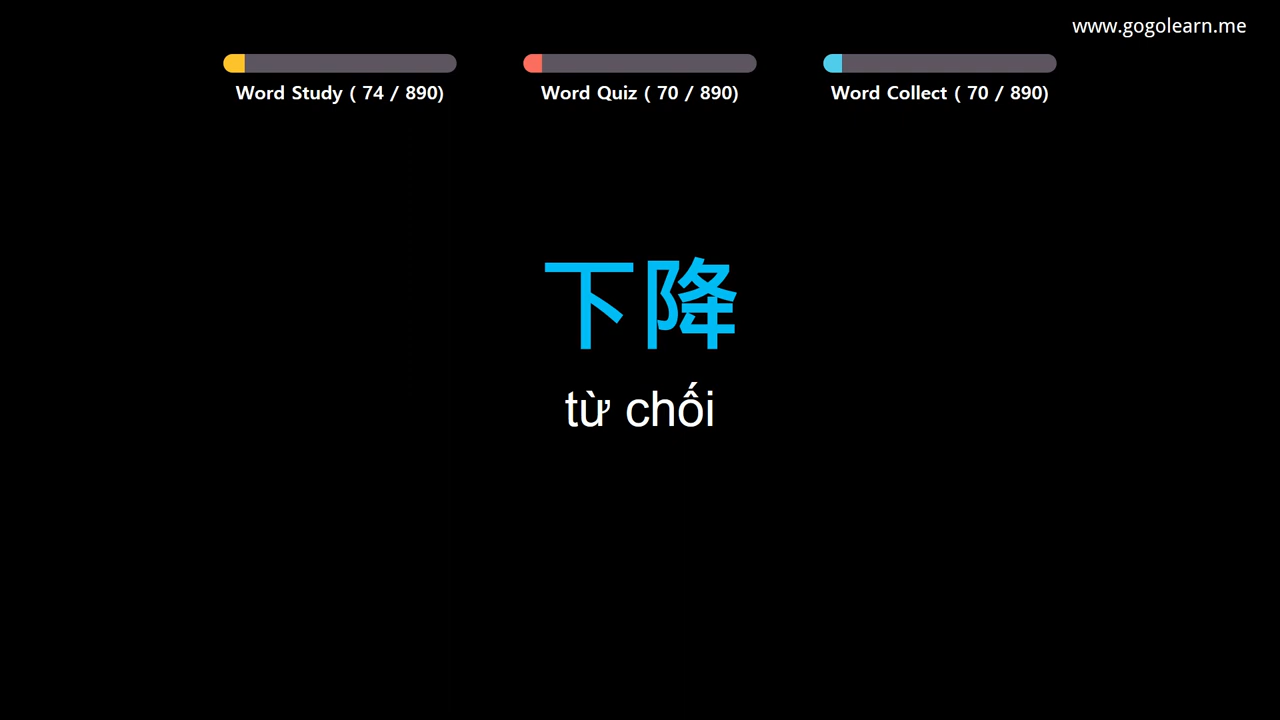 www.gogolearn.me
Word Study ( 74 / 890)
Word Quiz ( 70 / 890)
Word Collect ( 70 / 890)
下降
từ chối